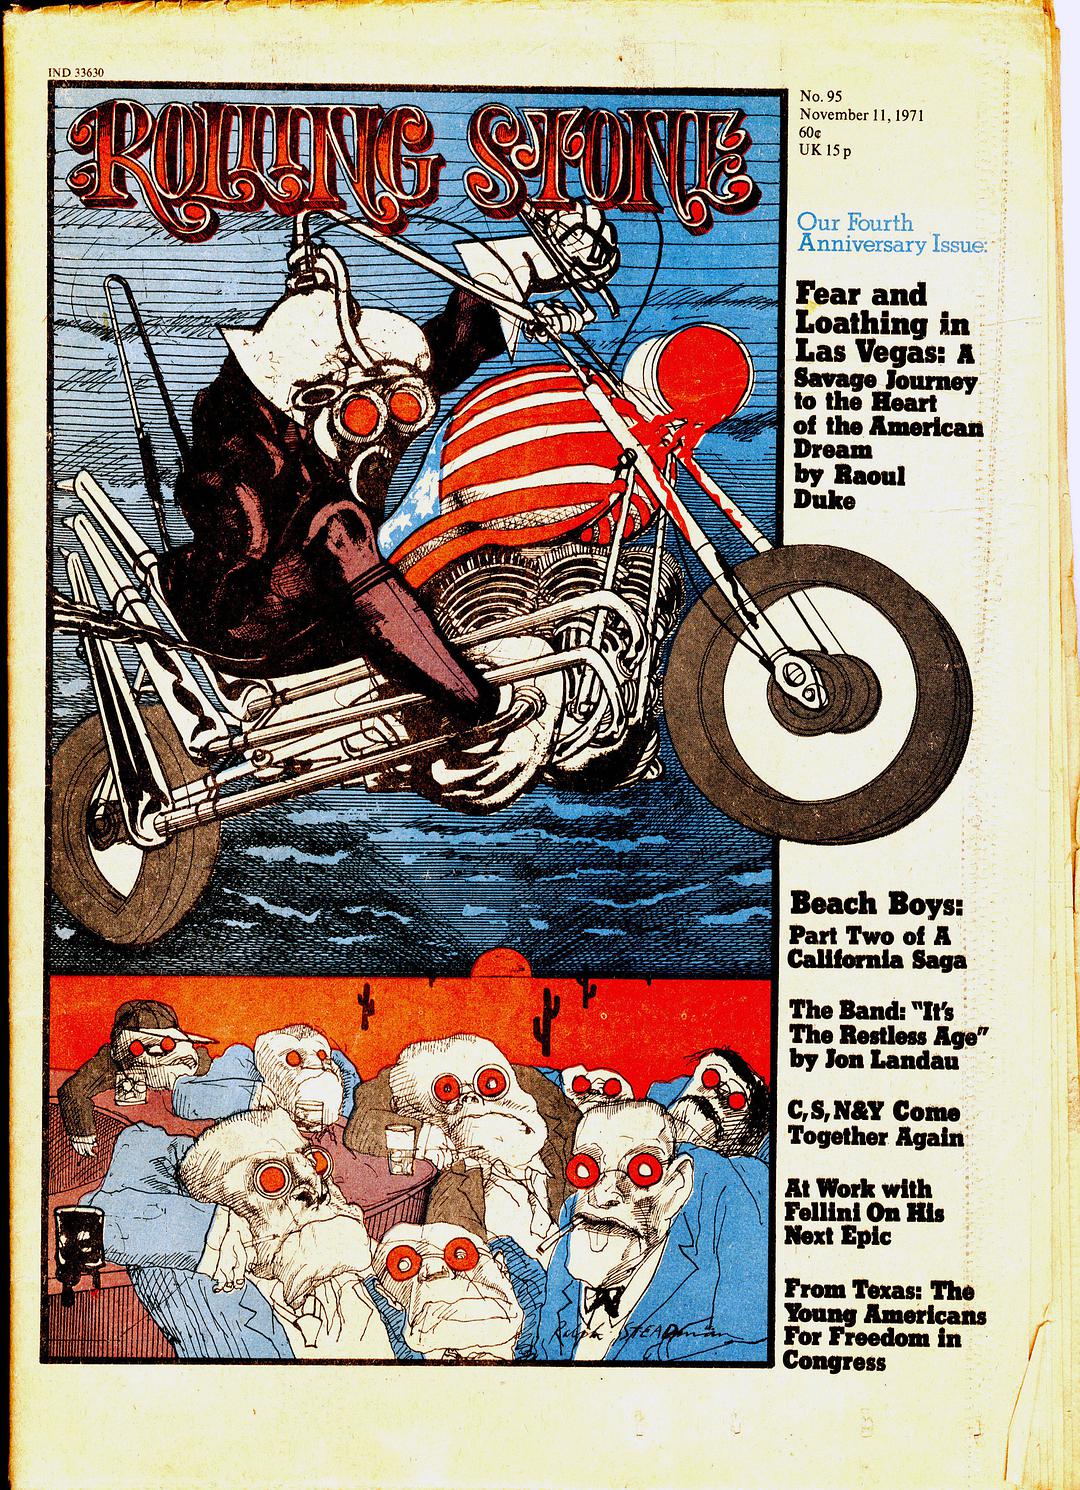 IND 33630
ROLLING STONE
No. 95
November 11, 1971
60¢
UK 15 p
Our Fourth
Anniversary Issue:
Fear and
Loathing in
Las Vegas: A
Savage Journey
to the Heart
of the American
Dream
by Raoul
Duke
Beach Boys:
Part Two of A
California Saga
The Band: "It's
The Restless Age"
by Jon Landau
C, S, N&Y Come
Together Again
At Work with
Fellini On His
Next Epic
From Texas: The
Young Americans
For Freedom in
Congress
Ralph STEADman